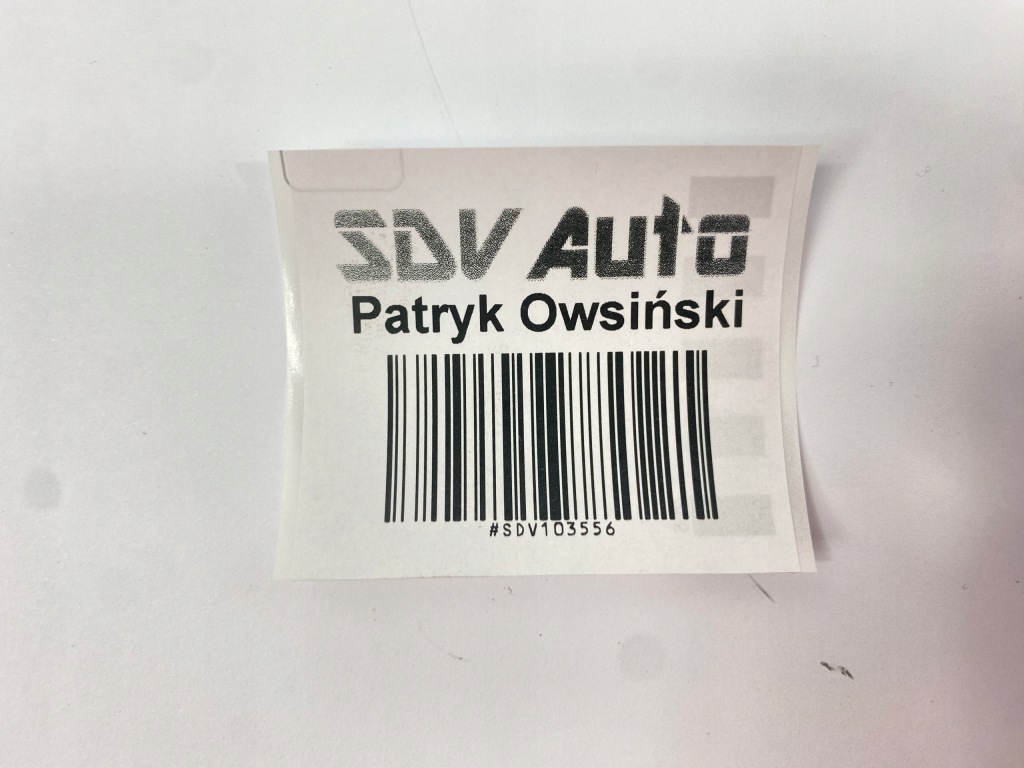 SDV Auto
Patryk Owsiński
#SDV103556